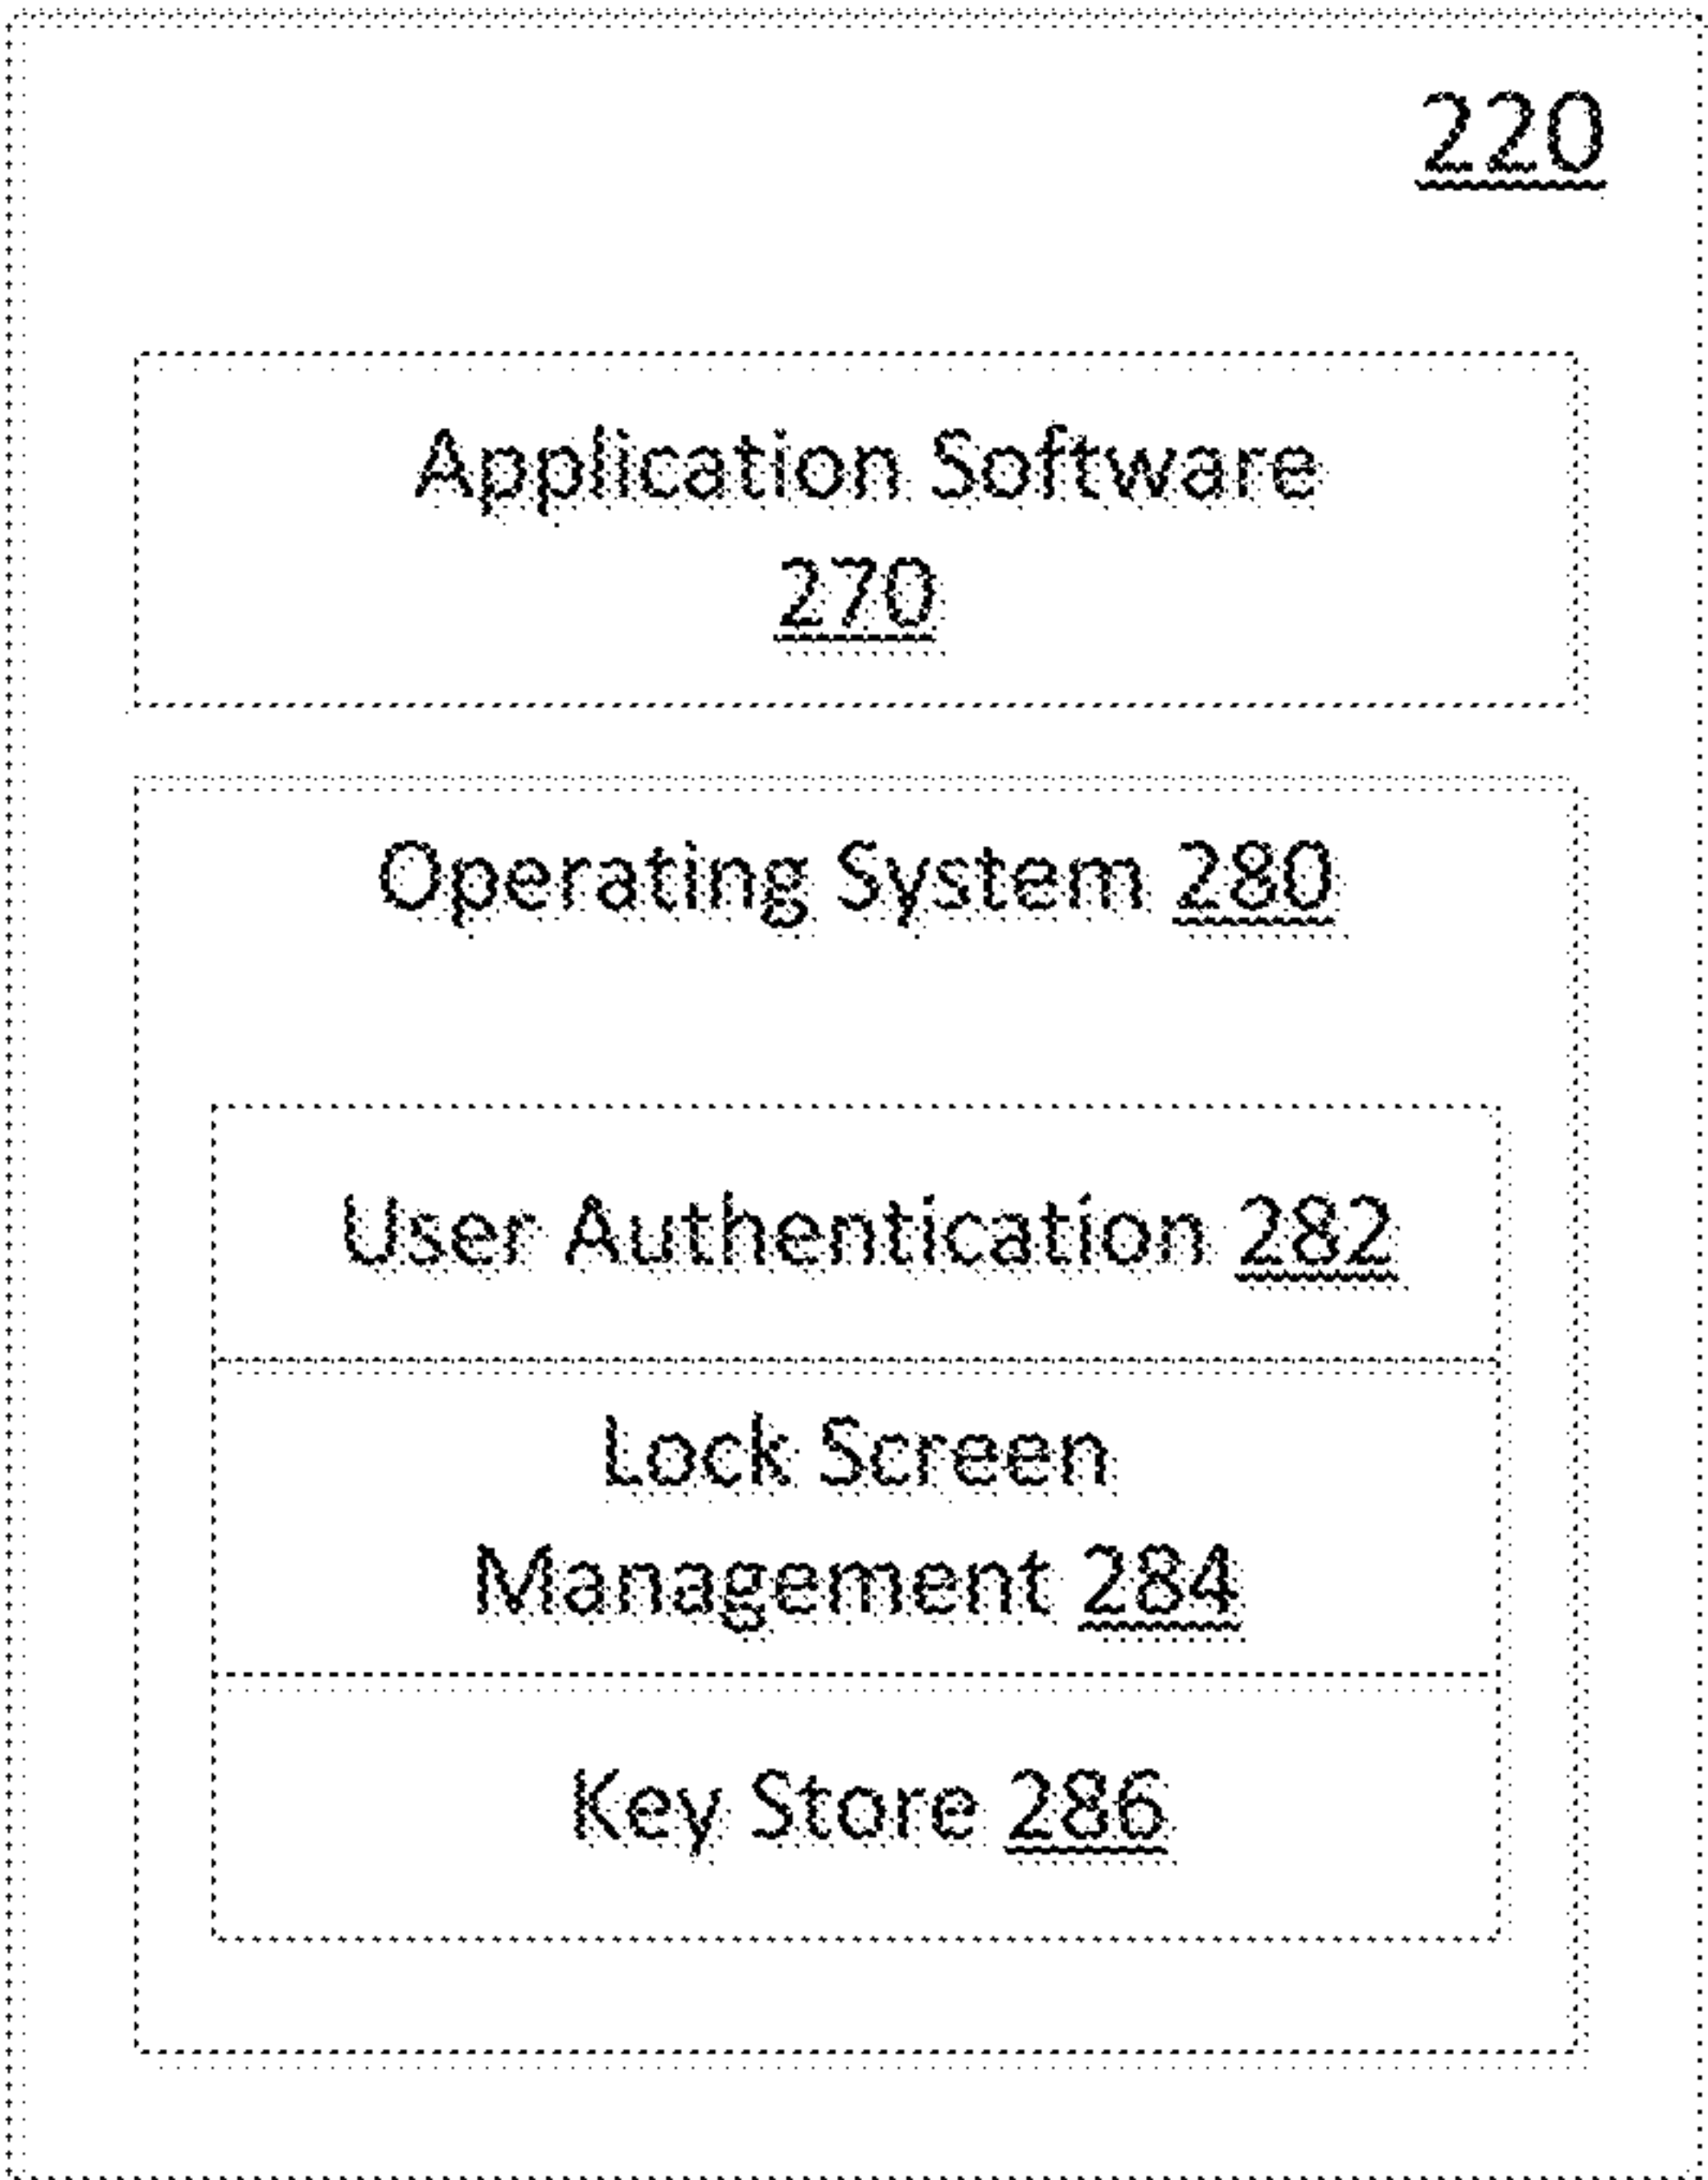 220
Application Software
270
Operating System 280
User Authentication 282
Lock Screen
Management 284
Key Store 286